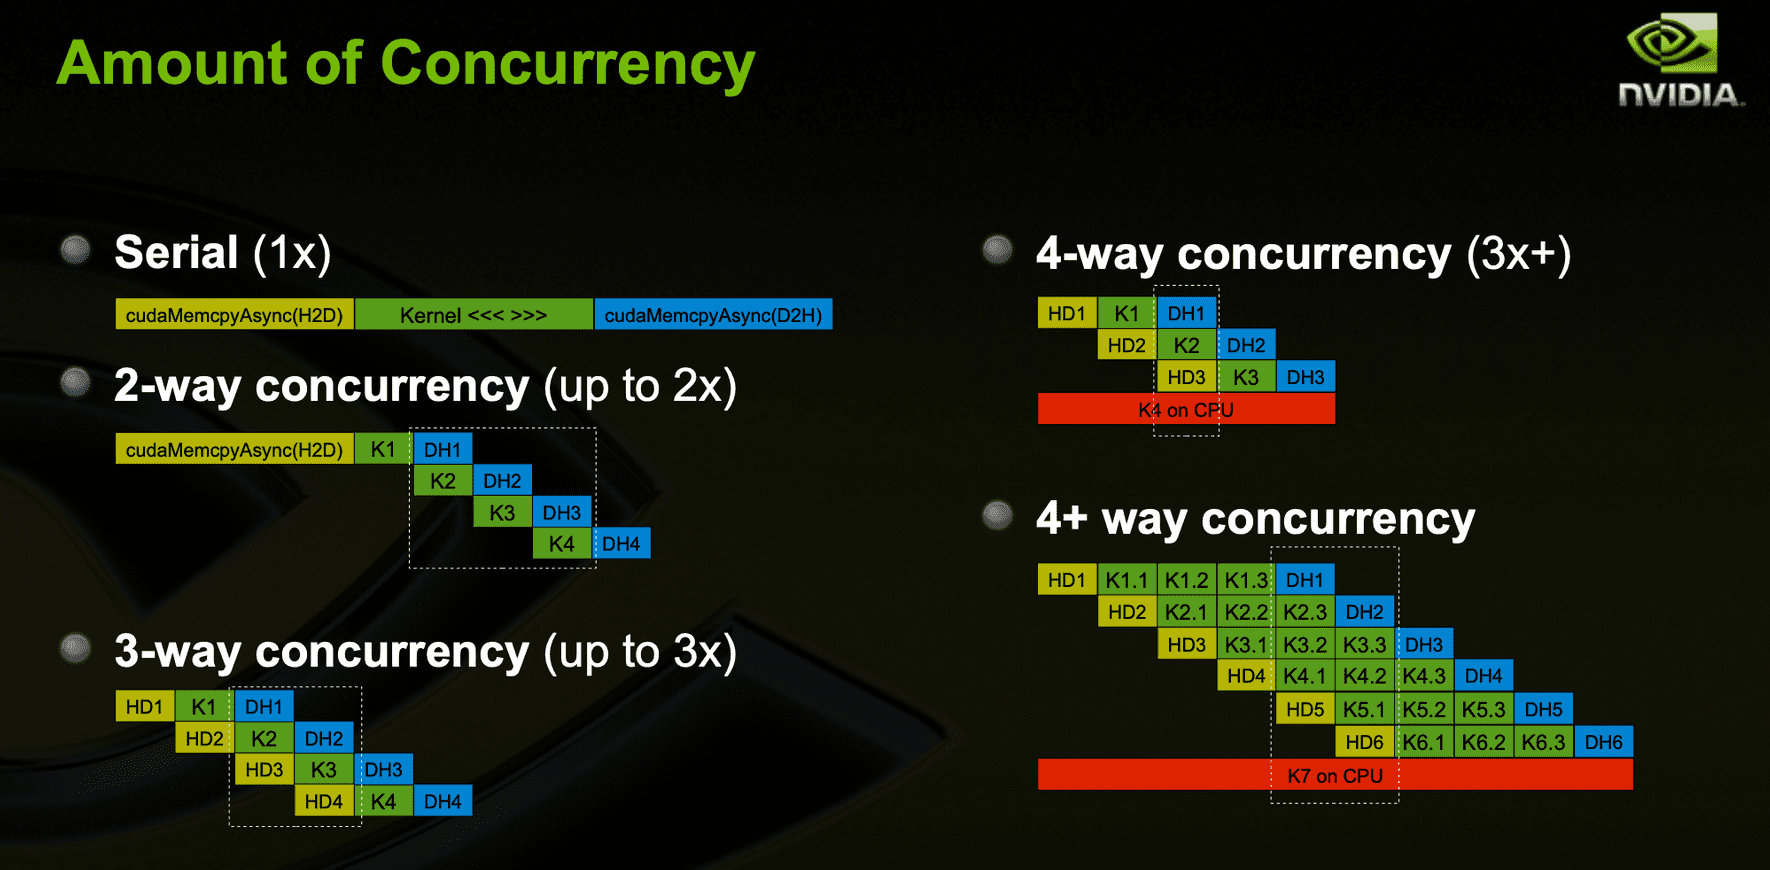 Amount of Concurrency
NVIDIA.
Serial (1x)
cudaMemcpyAsync(H2D) Kernel <<< >>> cudaMemcpyAsync(D2H)
2-way concurrency (up to 2x)
cudaMemcpyAsync(H2D) K1 DH1
K2 DH2
K3 DH3
K4 DH4
3-way concurrency (up to 3x)
HD1 K1 DH1
HD2 K2 DH2
HD3 K3 DH3
HD4 K4 DH4
4-way concurrency (3x+)
HD1 K1 DH1
HD2 K2 DH2
HD3 K3 DH3
K4 on CPU
4+ way concurrency
HD1 K1.1 K1.2 K1.3 DH1
HD2 K2.1 K2.2 K2.3 DH2
HD3 K3.1 K3.2 K3.3 DH3
HD4 K4.1 K4.2 K4.3 DH4
HD5 K5.1 K5.2 K5.3 DH5
HD6 K6.1 K6.2 K6.3 DH6
K7 on CPU